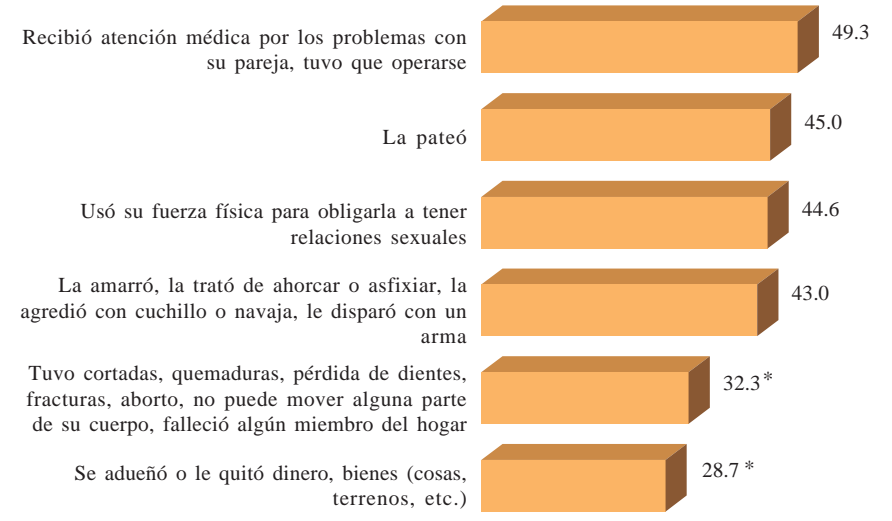 Recibió atención médica por los problemas con
su pareja, tuvo que operarse
49.3
La pateó
45.0
Usó su fuerza física para obligarla a tener
relaciones sexuales
44.6
La amarró, la trató de ahorcar o asfixiar, la
agredió con cuchillo o navaja, le disparó con un
arma
43.0
Tuvo cortadas, quemaduras, pérdida de dientes,
fracturas, aborto, no puede mover alguna parte
de su cuerpo, falleció algún miembro del hogar
32.3 *
Se adueñó o le quitó dinero, bienes (cosas,
terrenos, etc.)
28.7 *